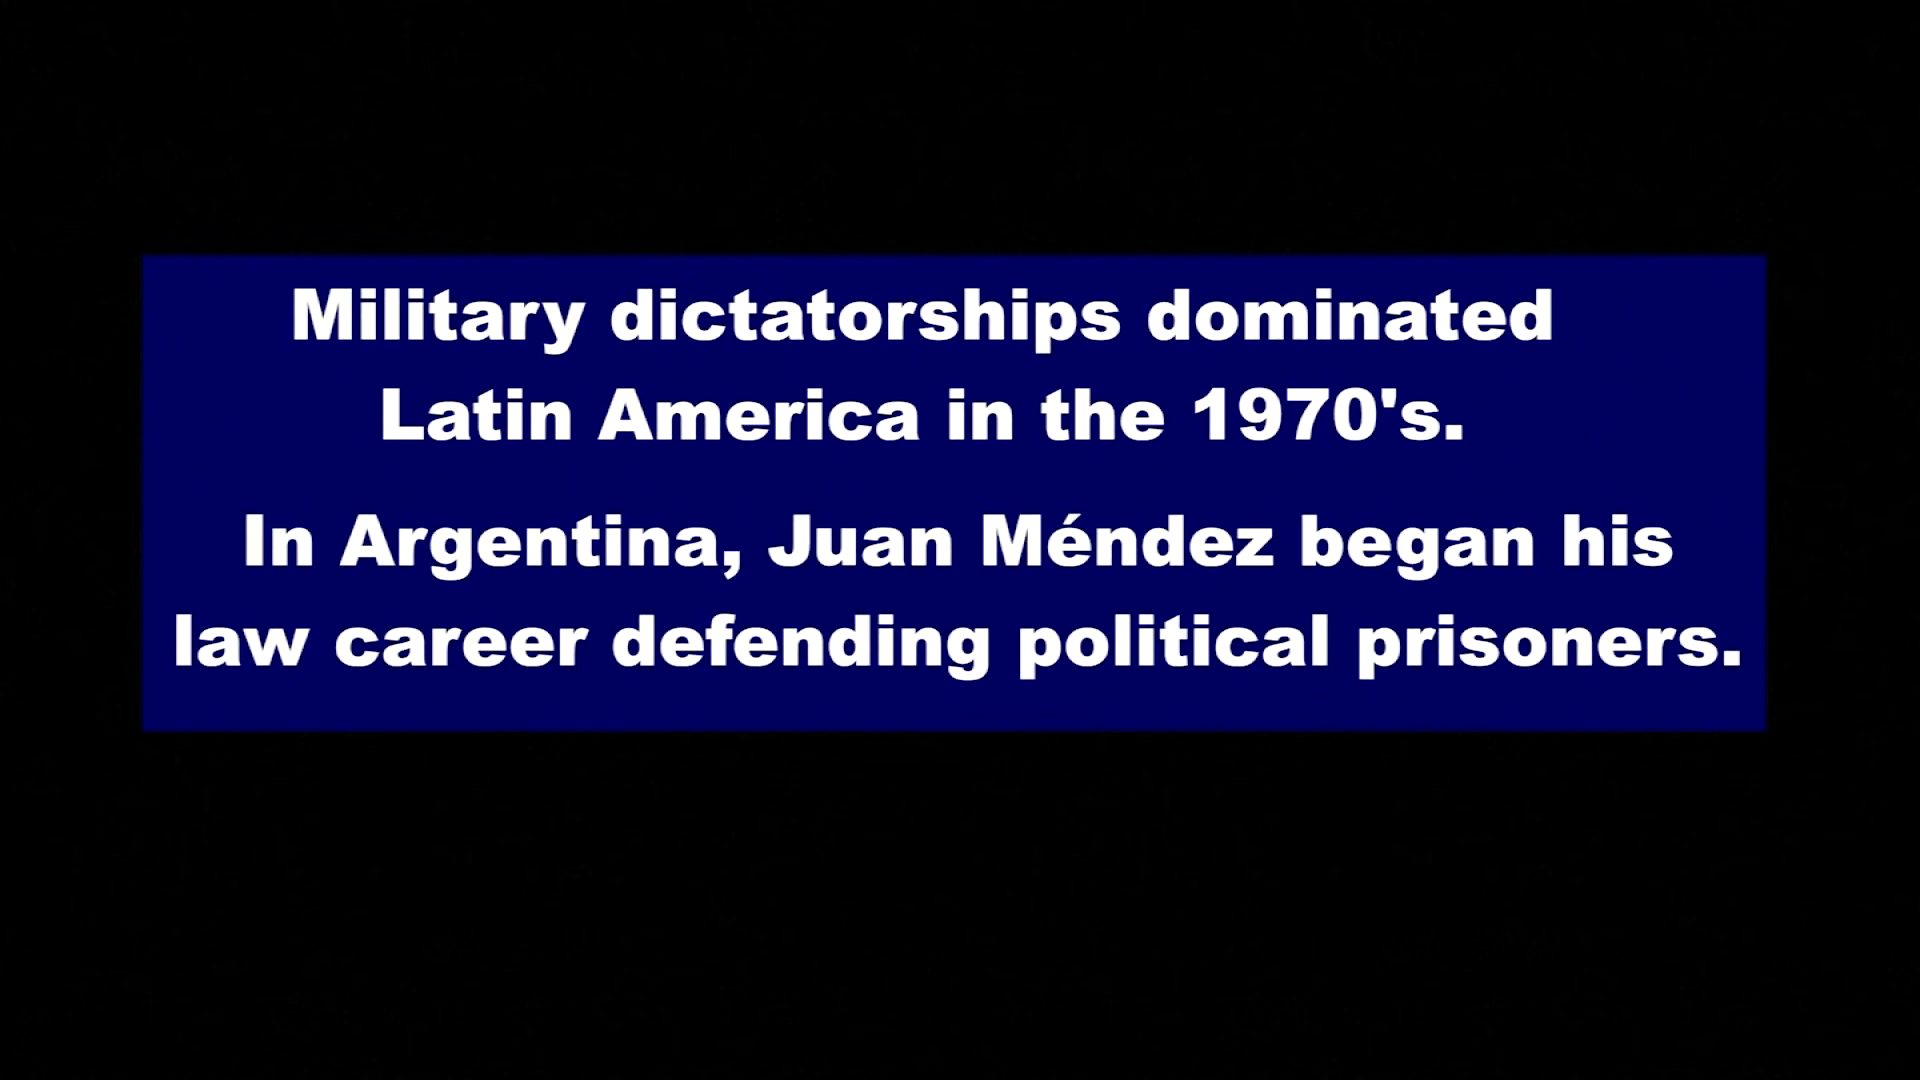 Military dictatorships dominated
Latin America in the 1970's.
In Argentina, Juan Méndez began his
law career defending political prisoners.